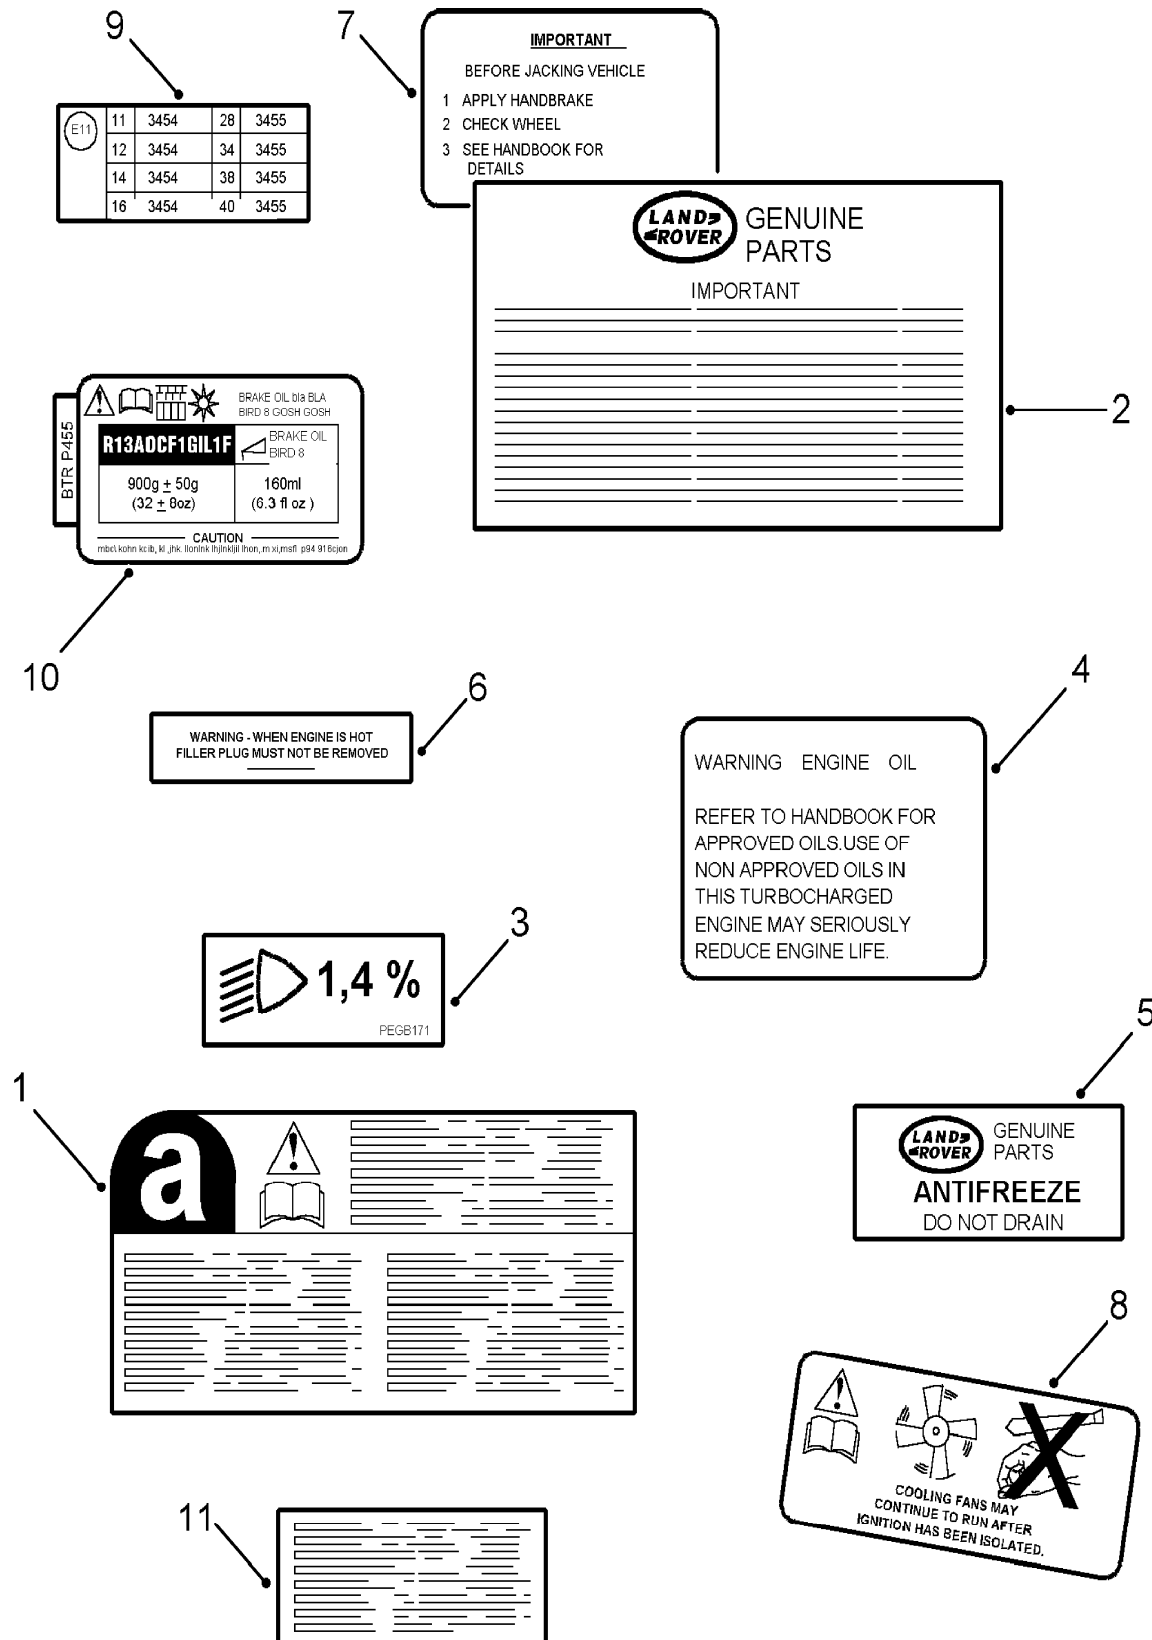 9
7
E11
11 3454 28 3455
12 3454 34 3455
14 3454 38 3455
16 3454 40 3455
IMPORTANT
BEFORE JACKING VEHICLE
1 APPLY HANDBRAKE
2 CHECK WHEEL
3 SEE HANDBOOK FOR
DETAILS
LAND ROVER
GENUINE
PARTS
IMPORTANT
2
BTR P455
BRAKE OIL bla BLA
BIRD 8 GOSH GOSH
R13AOCF1GIL1F
BRAKE OIL
BIRD 8
900g ± 50g
(32 ± 8oz)
160ml
(6.3 fl oz )
CAUTION
10
6
WARNING - WHEN ENGINE IS HOT
FILLER PLUG MUST NOT BE REMOVED
4
WARNING ENGINE OIL
REFER TO HANDBOOK FOR
APPROVED OILS.USE OF
NON APPROVED OILS IN
THIS TURBOCHARGED
ENGINE MAY SERIOUSLY
REDUCE ENGINE LIFE.
3
1,4 %
PEGB171
5
LAND ROVER
GENUINE
PARTS
ANTIFREEZE
DO NOT DRAIN
1
a
8
COOLING FANS MAY
CONTINUE TO RUN AFTER
IGNITION HAS BEEN ISOLATED.
11